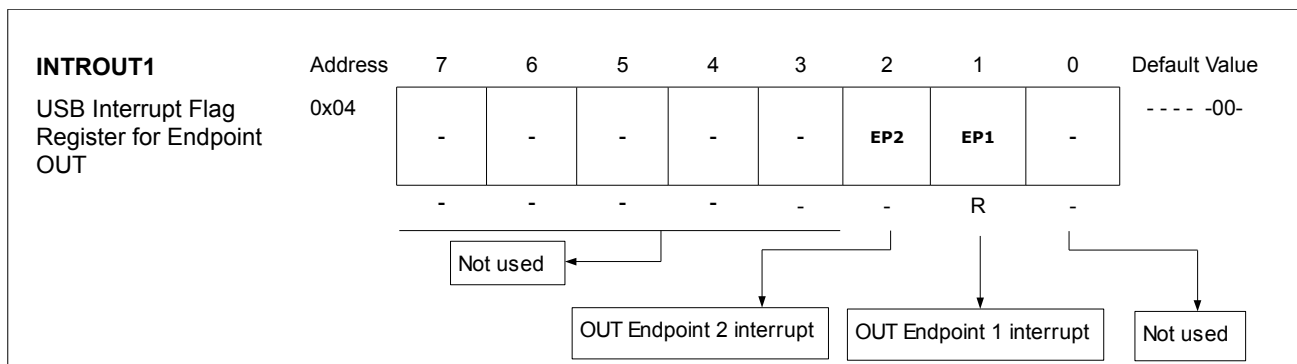 INTROUT1 Address 7 6 5 4 3 2 1 0 Default Value
USB Interrupt Flag 0x04 - - - - -00-
Register for Endpoint - - - - - EP2 EP1 -
OUT
- - - - - - R -
Not used
OUT Endpoint 2 interrupt OUT Endpoint 1 interrupt Not used